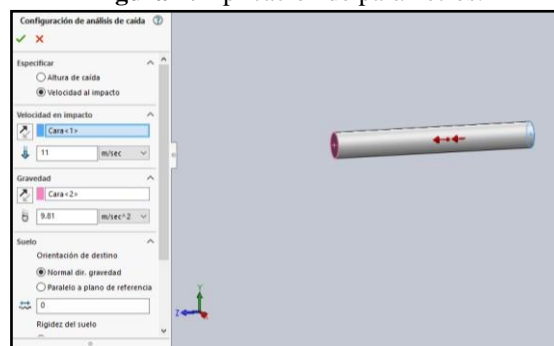 Configuración de análisis de caída
Especificar
Altura de caída
Velocidad al impacto
Velocidad en impacto
Cara<1>
11 m/sec
Gravedad
Cara<2>
9.81 m/sec^2
Suelo
Orientación de destino
Normal dir. gravedad
Paralelo a plano de referencia
0
Rigidez del suelo
Y
Z